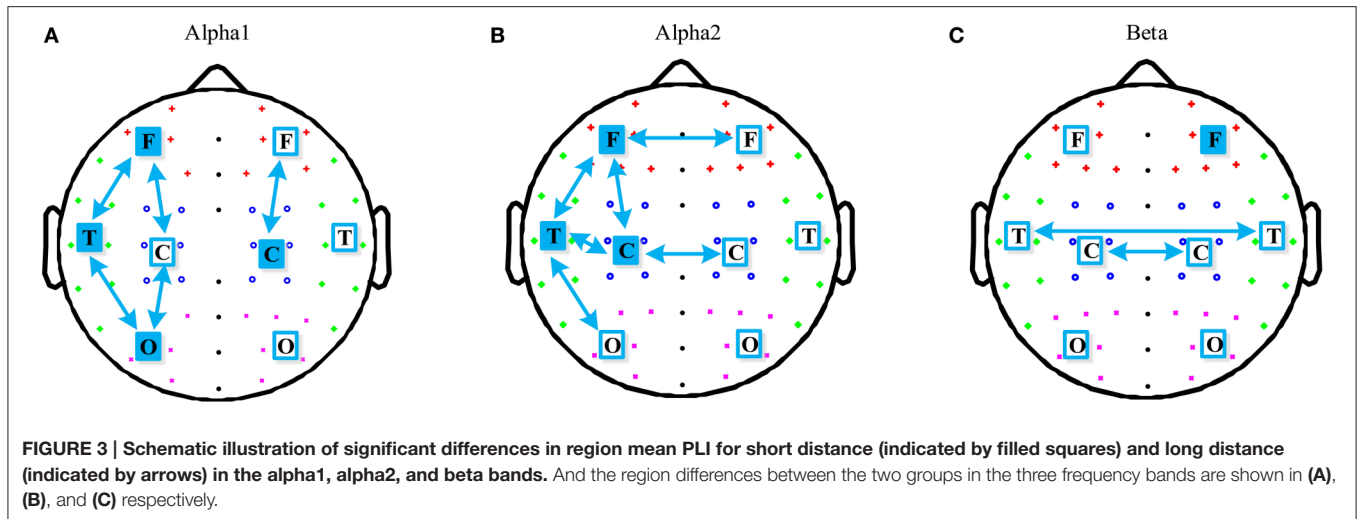 A Alpha1 B Alpha2 C Beta
F F F F F F
T C C T T C C T T C C T
O O O O O O
FIGURE 3 | Schematic illustration of significant differences in region mean PLI for short distance (indicated by filled squares) and long distance
(indicated by arrows) in the alpha1, alpha2, and beta bands. And the region differences between the two groups in the three frequency bands are shown in (A),
(B), and (C) respectively.